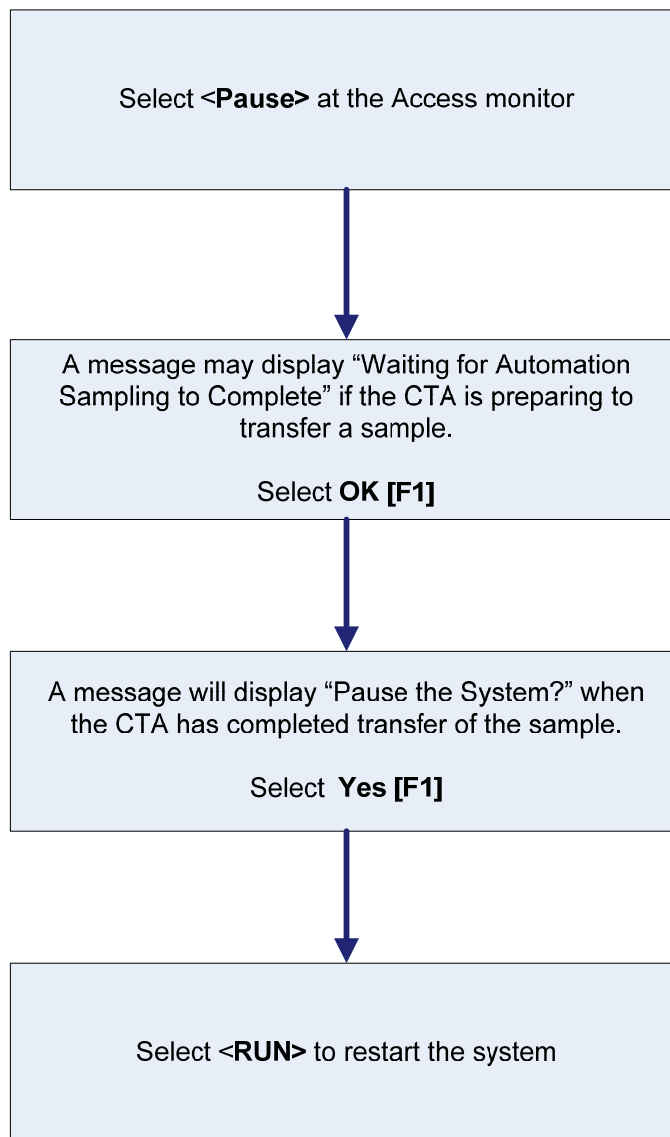 Select <Pause> at the Access monitor
A message may display “Waiting for Automation
Sampling to Complete” if the CTA is preparing to
transfer a sample.
Select OK [F1]
A message will display “Pause the System?” when
the CTA has completed transfer of the sample.
Select Yes [F1]
Select <RUN> to restart the system